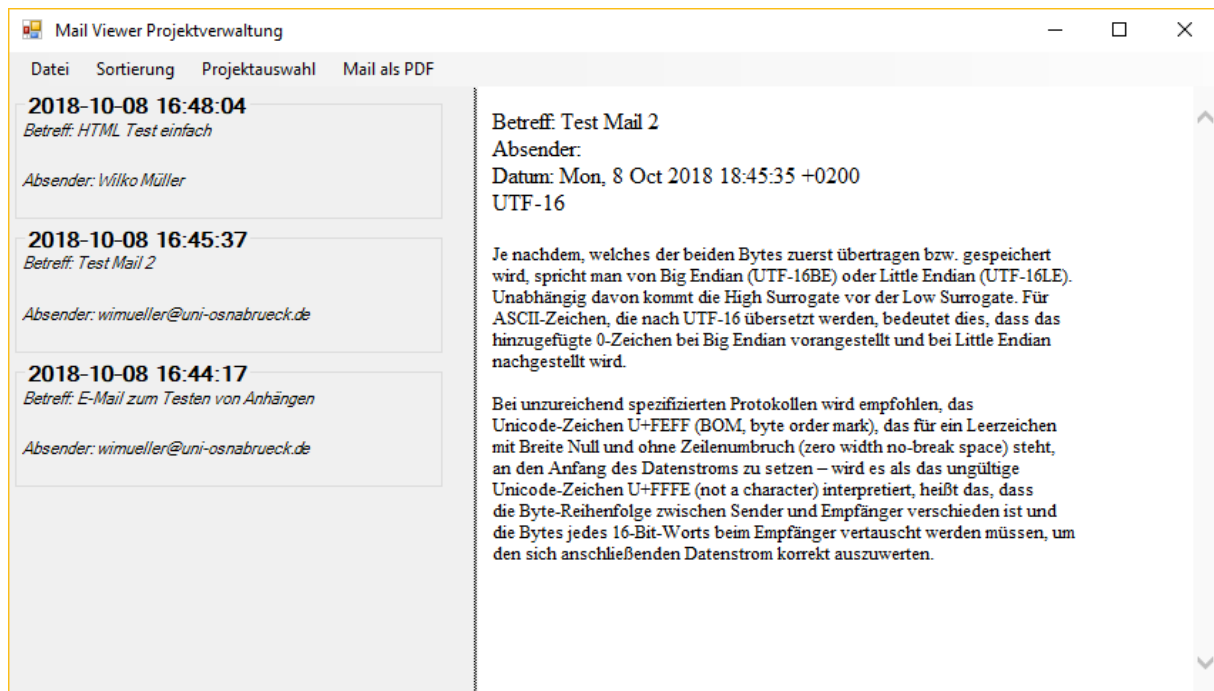 Mail Viewer Projektverwaltung
Datei Sortierung Projektauswahl Mail als PDF
2018-10-08 16:48:04
Betreff: HTML Test einfach
Absender: Wilko Müller
2018-10-08 16:45:37
Betreff: Test Mail 2
Absender: wimueller@uni-osnabrueck.de
2018-10-08 16:44:17
Betreff: E-Mail zum Testen von Anhängen
Absender: wimueller@uni-osnabrueck.de
Betreff: Test Mail 2
Absender:
Datum: Mon, 8 Oct 2018 18:45:35 +0200
UTF-16
Je nachdem, welches der beiden Bytes zuerst übertragen bzw. gespeichert
wird, spricht man von Big Endian (UTF-16BE) oder Little Endian (UTF-16LE).
Unabhängig davon kommt die High Surrogate vor der Low Surrogate. Für
ASCII-Zeichen, die nach UTF-16 übersetzt werden, bedeutet dies, dass das
hinzugefügte 0-Zeichen bei Big Endian vorangestellt und bei Little Endian
nachgestellt wird.
Bei unzureichend spezifizierten Protokollen wird empfohlen, das
Unicode-Zeichen U+FEFF (BOM, byte order mark), das für ein Leerzeichen
mit Breite Null und ohne Zeilenumbruch (zero width no-break space) steht,
an den Anfang des Datenstroms zu setzen – wird es als das ungültige
Unicode-Zeichen U+FFFE (not a character) interpretiert, heißt das, dass
die Byte-Reihenfolge zwischen Sender und Empfänger verschieden ist und
die Bytes jedes 16-Bit-Worts beim Empfänger vertauscht werden müssen, um
den sich anschließenden Datenstrom korrekt auszuwerten.